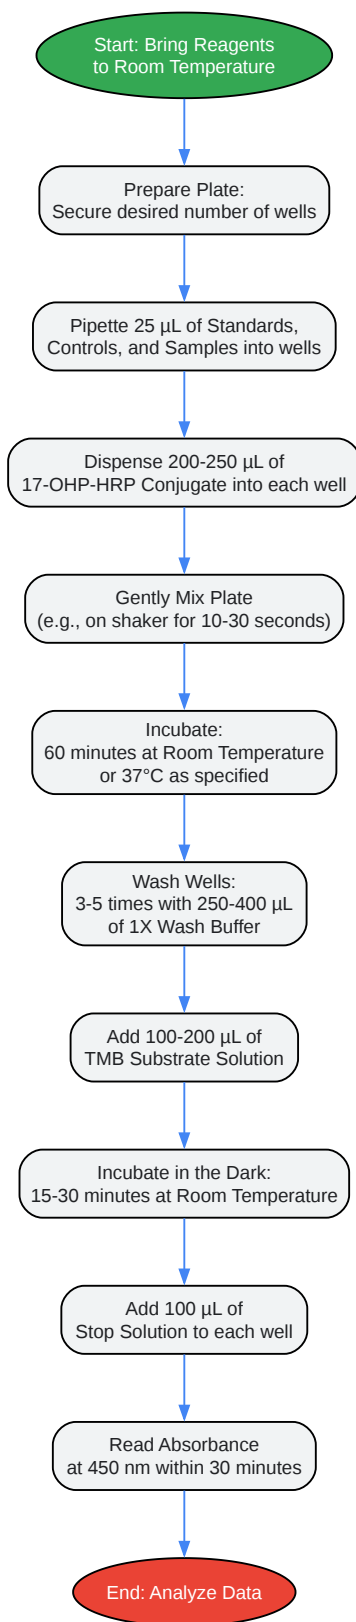 Start: Bring Reagents
to Room Temperature
Prepare Plate:
Secure desired number of wells
Pipette 25 µL of Standards,
Controls, and Samples into wells
Dispense 200-250 µL of
17-OHP-HRP Conjugate into each well
Gently Mix Plate
(e.g., on shaker for 10-30 seconds)
Incubate:
60 minutes at Room Temperature
or 37°C as specified
Wash Wells:
3-5 times with 250-400 µL
of 1X Wash Buffer
Add 100-200 µL of
TMB Substrate Solution
Incubate in the Dark:
15-30 minutes at Room Temperature
Add 100 µL of
Stop Solution to each well
Read Absorbance
at 450 nm within 30 minutes
End: Analyze Data